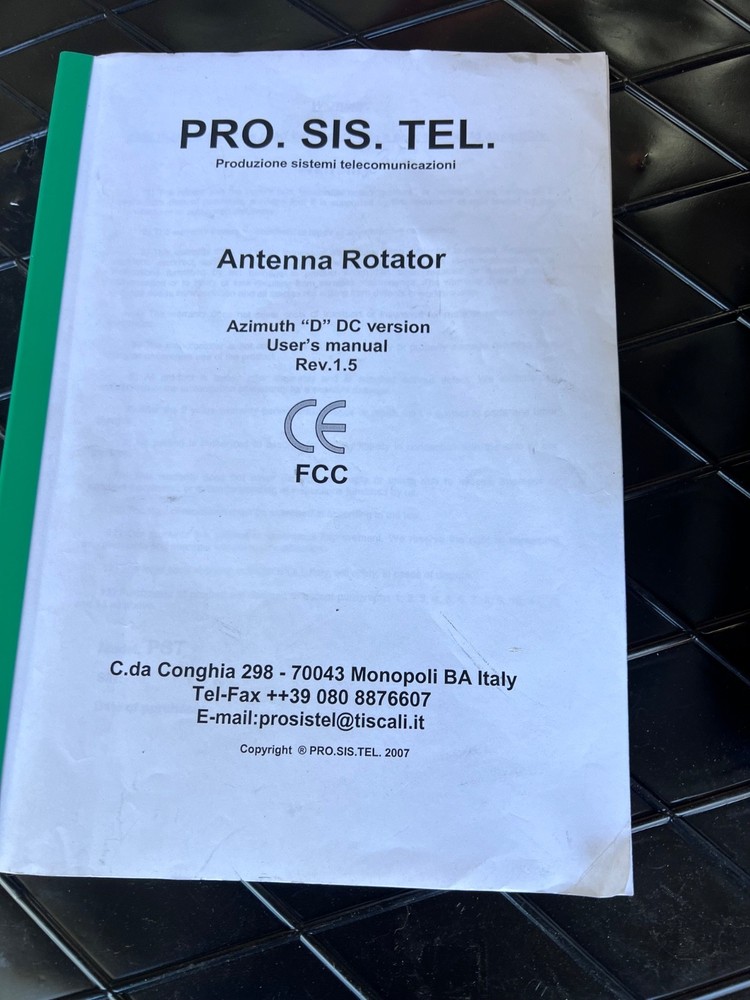 PRO. SIS. TEL.
Produzione sistemi telecomunicazioni
Antenna Rotator
Azimuth “D” DC version
User’s manual
Rev.1.5
CE
FCC
C.da Conghia 298 - 70043 Monopoli BA Italy
Tel-Fax ++39 080 8876607
E-mail:prosistel@tiscali.it
Copyright ® PRO.SIS.TEL. 2007